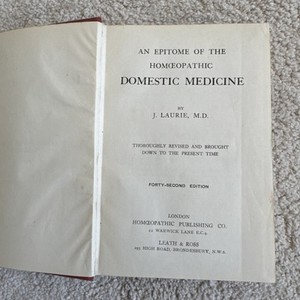 AN EPITOME OF THE
HOMŒOPATHIC
DOMESTIC MEDICINE
BY
J. LAURIE, M.D.
THOROUGHLY REVISED AND BROUGHT
DOWN TO THE PRESENT TIME
FORTY-SECOND EDITION
LONDON
HOMŒOPATHIC PUBLISHING CO.
12 WARWICK LANE E.C.4
LEATH & ROSS
HIGH ROAD, BRONDESBURY, N.W.2